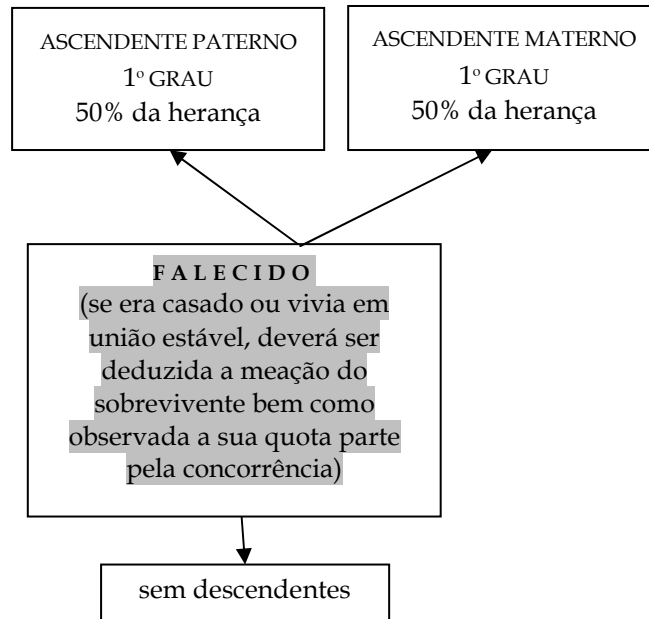 ASCENDENTE PATERNO
1º GRAU
50% da herança
ASCENDENTE MATERNO
1º GRAU
50% da herança
F A L E C I D O
(se era casado ou vivia em
união estável, deverá ser
deduzida a meação do
sobrevivente bem como
observada a sua quota parte
pela concorrência)
sem descendentes